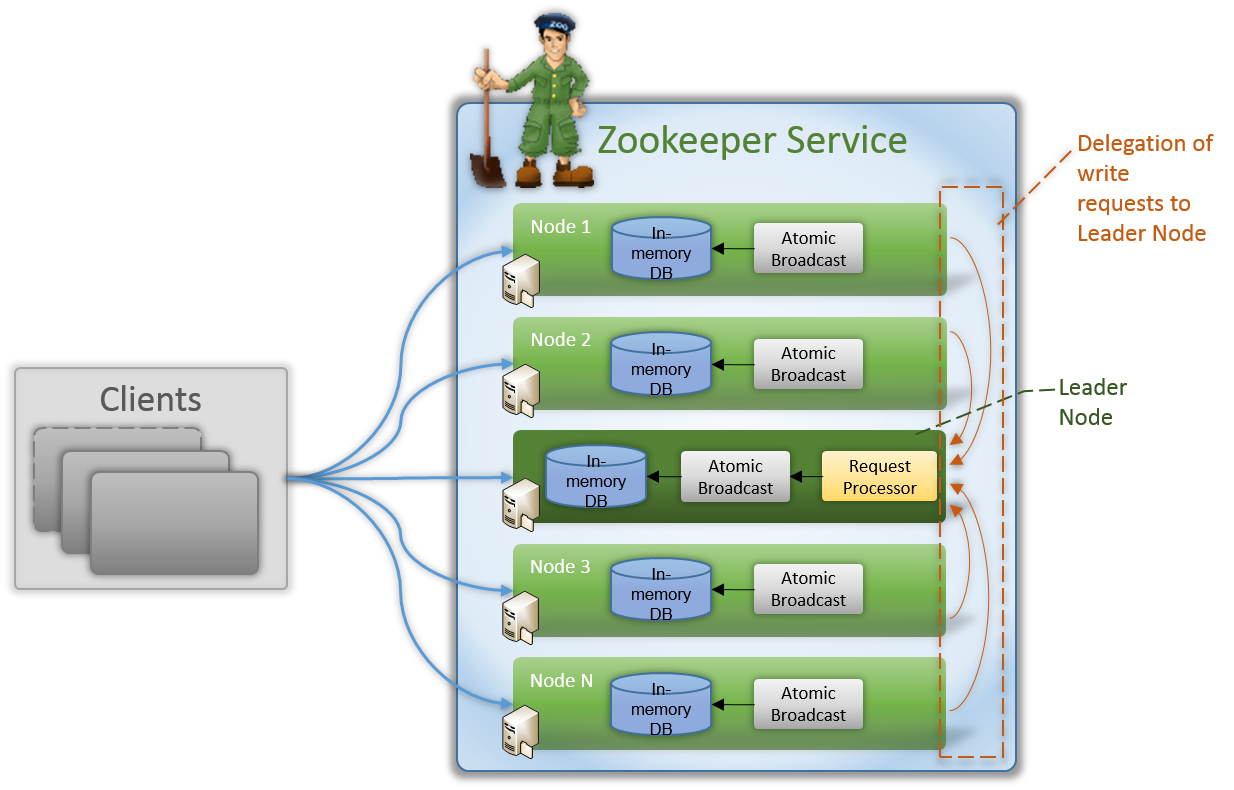 ZOO
Zookeeper Service
Delegation of
write
requests to
Leader Node
Node 1
In-
memory
DB
Atomic
Broadcast
Node 2
In-
memory
DB
Atomic
Broadcast
Leader
Node
Clients
In-
memory
DB
Atomic
Broadcast
Request
Processor
Node 3
In-
memory
DB
Atomic
Broadcast
Node N
In-
memory
DB
Atomic
Broadcast